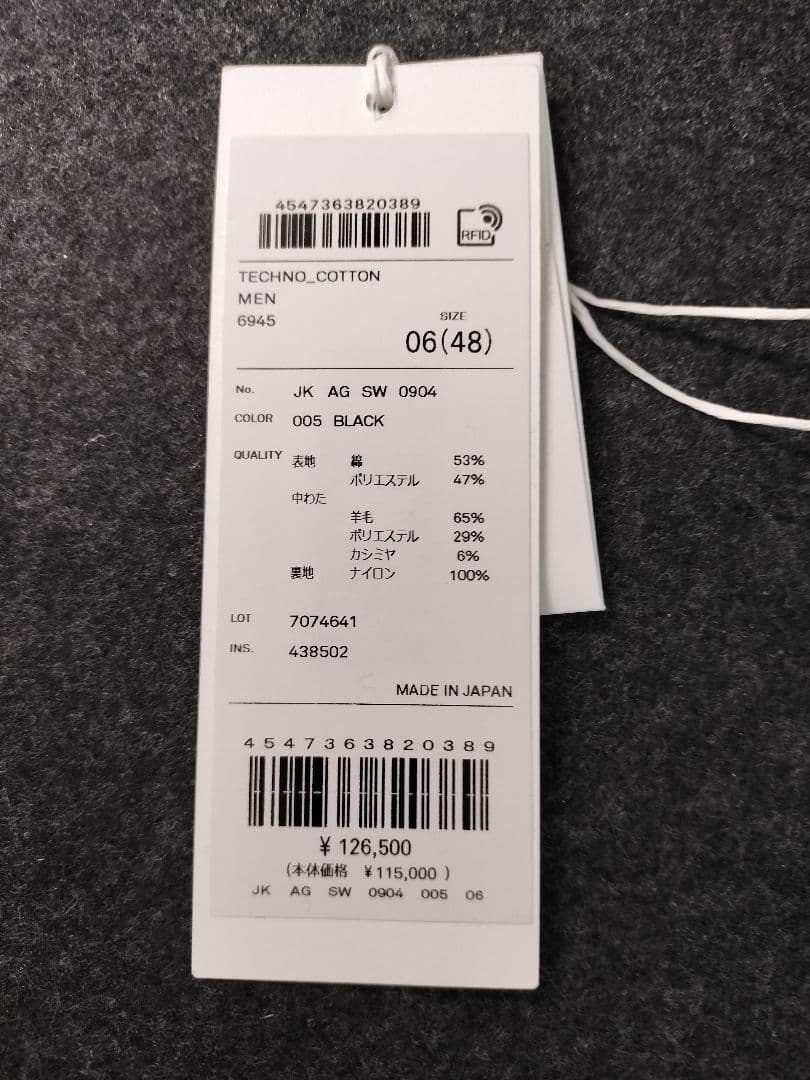 4547363820389
RFID
TECHNO_COTTON
MEN
6945
SIZE
06(48)
No. JK AG SW 0904
COLOR 005 BLACK
QUALITY 表地 綿 53%
ポリエステル 47%
中わた
羊毛 65%
ポリエステル 29%
カシミヤ 6%
裏地 ナイロン 100%
LOT 7074641
INS. 438502
MADE IN JAPAN
4547363820389
¥ 126,500
(本体価格 ¥115,000 )
JK AG SW 0904 005 06